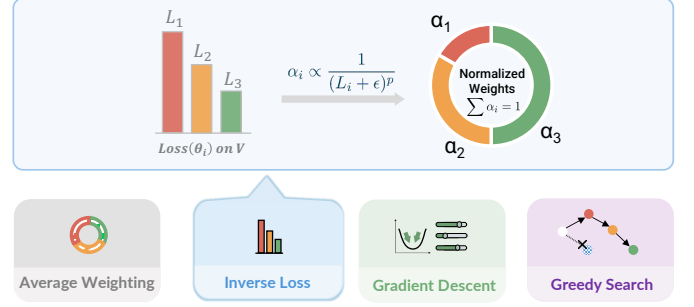 L₁
L₂
L₃
Loss(θᵢ) on V
αᵢ ∝ 1 / (Lᵢ + ϵ)ᵖ
α₁
Normalized
Weights
∑ αᵢ = 1
α₂
α₃
Average Weighting
Inverse Loss
Gradient Descent
Greedy Search